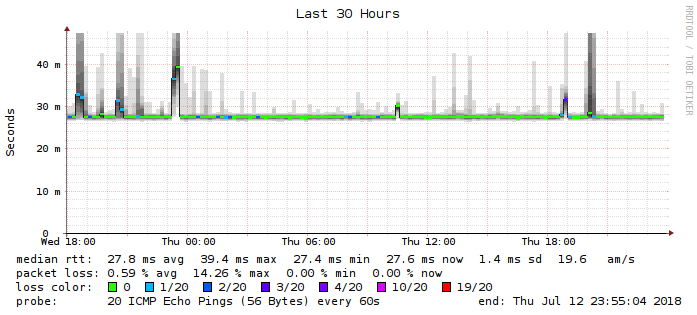 Last 30 Hours
RRDTOOL / TOBI OETIKER
Seconds
40 m
30 m
20 m
10 m
0
Wed 18:00 Thu 00:00 Thu 06:00 Thu 12:00 Thu 18:00
median rtt: 27.8 ms avg 39.4 ms max 27.4 ms min 27.6 ms now 1.4 ms sd 19.6 am/s
packet loss: 0.59 % avg 14.26 % max 0.00 % min 0.00 % now
loss color: 0 1/20 2/20 3/20 4/20 10/20 19/20
probe: 20 ICMP Echo Pings (56 Bytes) every 60s end: Thu Jul 12 23:55:04 2018